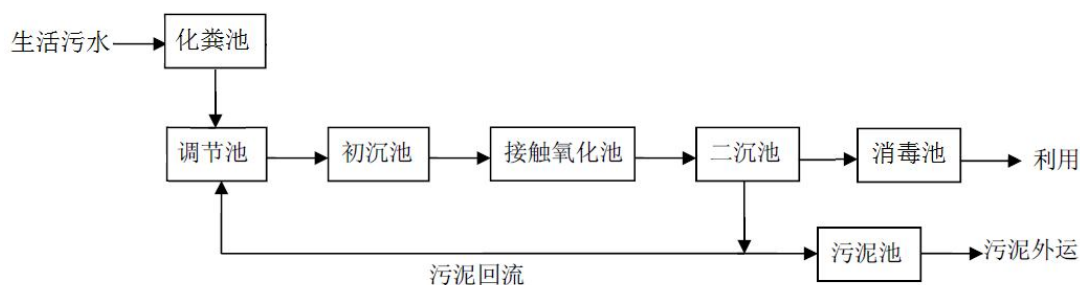 生活污水
化粪池
调节池
初沉池
接触氧化池
二沉池
消毒池
利用
污泥回流
污泥池
污泥外运